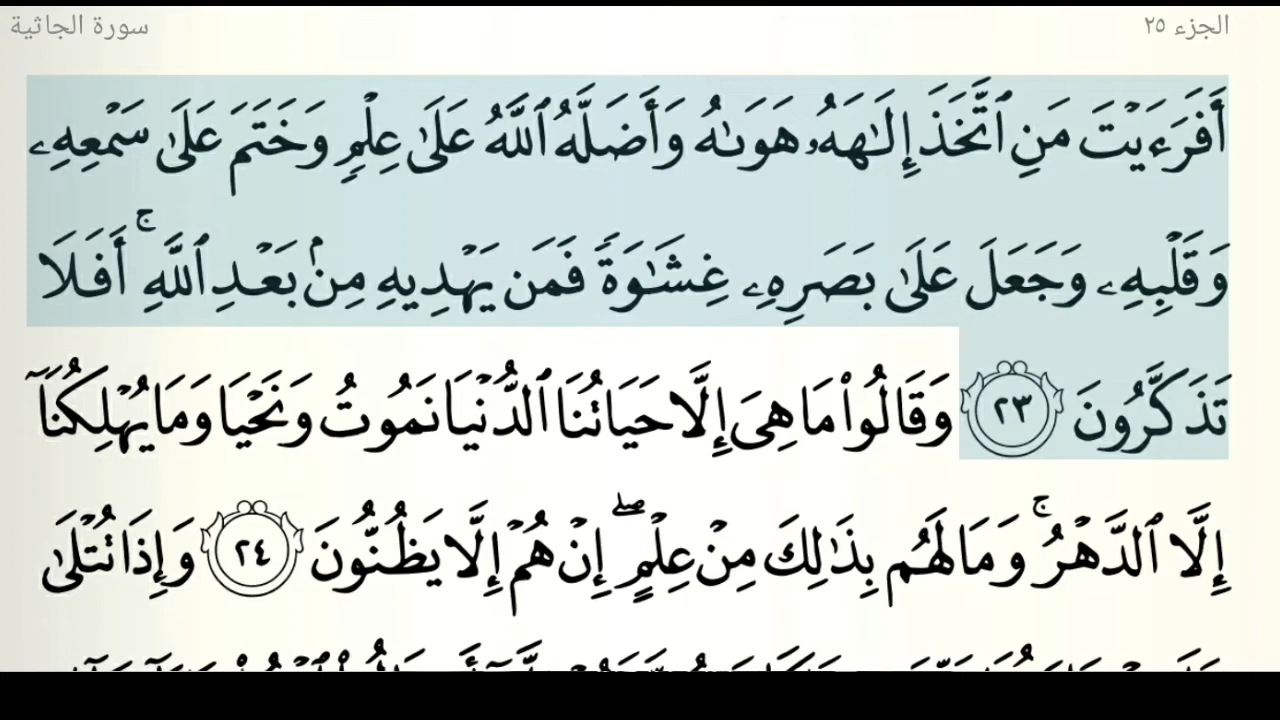 الجزء ٢٥ سورة الجاثية
أَفَرَءَيْتَ مَنِ ٱتَّخَذَ إِلَـٰهَهُۥ هَوَىٰهُ وَأَضَلَّهُ ٱللَّهُ عَلَىٰ عِلْمٍ وَخَتَمَ عَلَىٰ سَمْعِهِۦ
وَقَلْبِهِۦ وَجَعَلَ عَلَىٰ بَصَرِهِۦ غِشَـٰوَةً فَمَن يَهْدِيهِ مِنۢ بَعْدِ ٱللَّهِ ۚ أَفَلَا
تَذَكَّرُونَ ٢٣ وَقَالُوا۟ مَا هِىَ إِلَّا حَيَاتُنَا ٱلدُّنْيَا نَمُوتُ وَنَحْيَا وَمَا يُهْلِكُنَآ
إِلَّا ٱلدَّهْرُ ۚ وَمَا لَهُم بِذَٰلِكَ مِنْ عِلْمٍ ۖ إِنْ هُمْ إِلَّا يَظُنُّونَ ٢٤ وَإِذَا تُتْلَىٰ